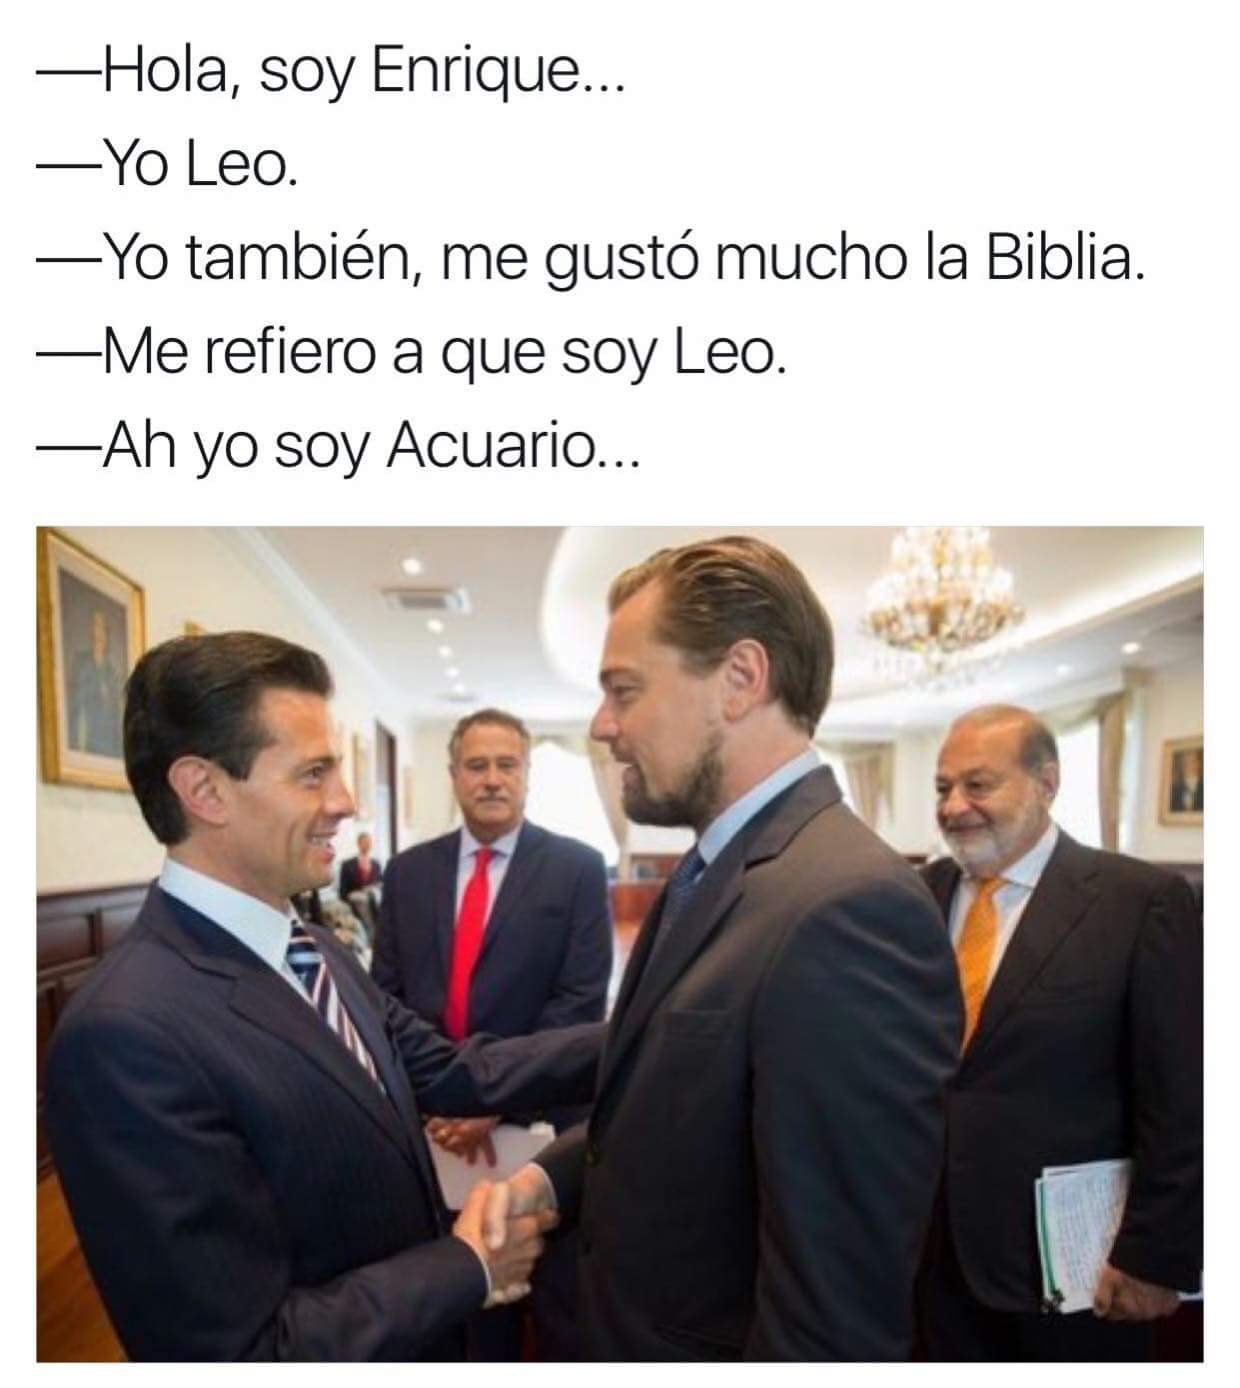 —Hola, soy Enrique...
—Yo Leo.
—Yo también, me gustó mucho la Biblia.
—Me refiero a que soy Leo.
—Ah yo soy Acuario...